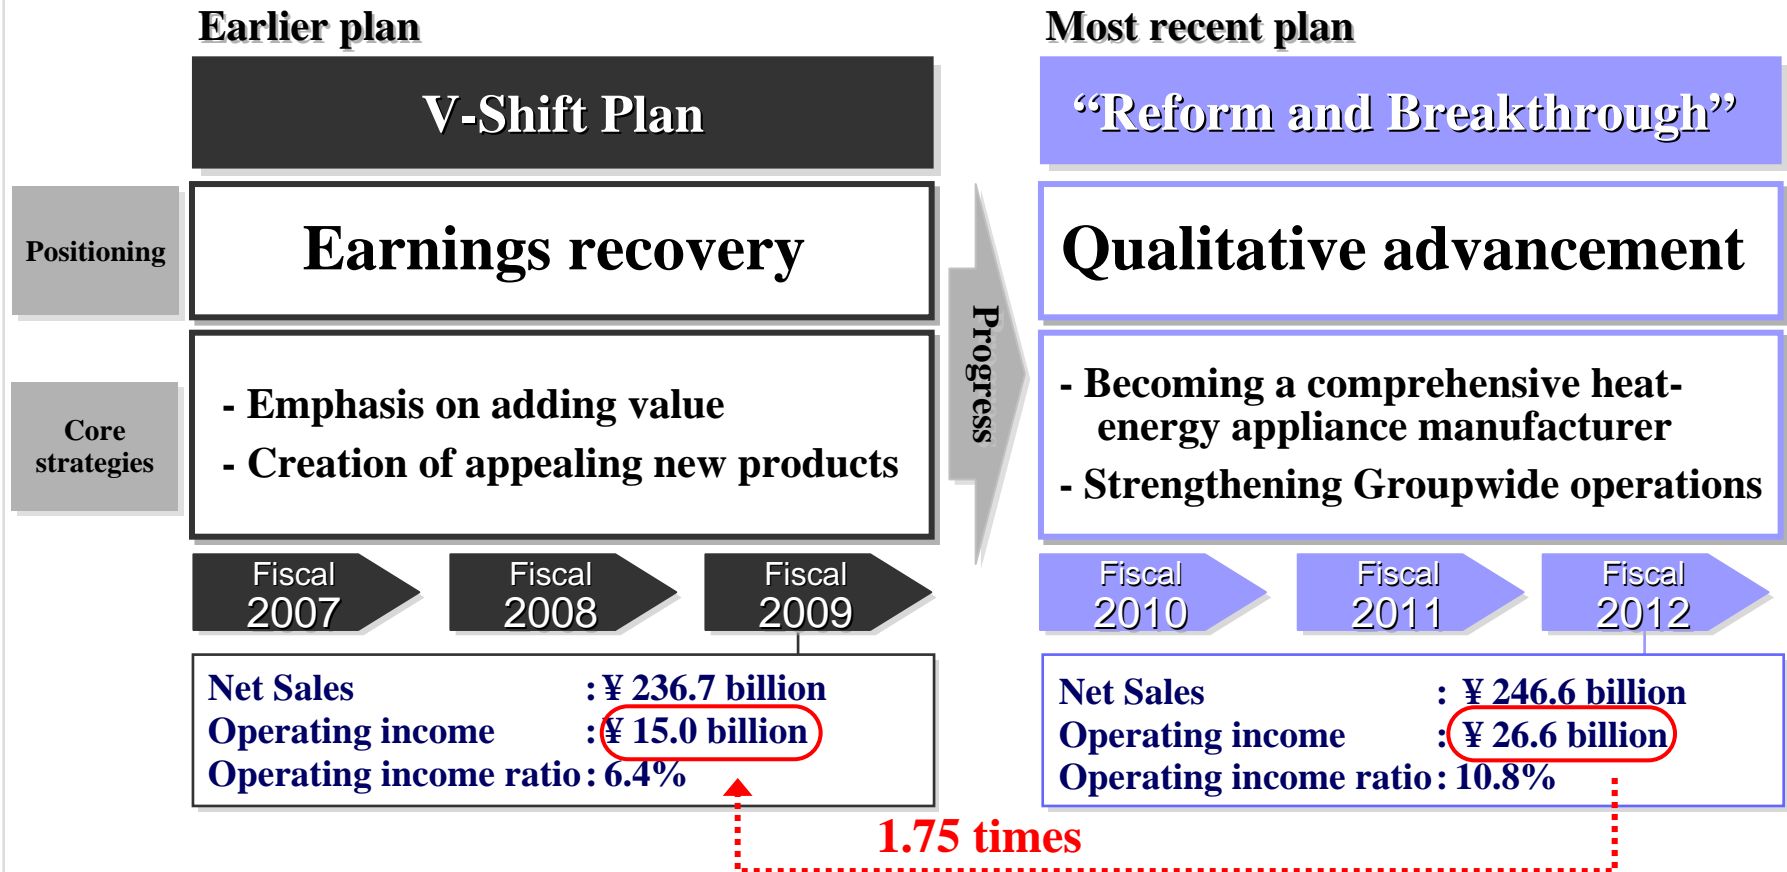 Earlier plan
Most recent plan
V-Shift Plan
“Reform and Breakthrough”
Positioning
Earnings recovery
Qualitative advancement
Progress
Core
strategies
- Emphasis on adding value
- Creation of appealing new products
- Becoming a comprehensive heat-
energy appliance manufacturer
- Strengthening Groupwide operations
Fiscal
2007
Fiscal
2008
Fiscal
2009
Fiscal
2010
Fiscal
2011
Fiscal
2012
Net Sales : ¥ 236.7 billion
Operating income : ¥ 15.0 billion
Operating income ratio : 6.4%
Net Sales : ¥ 246.6 billion
Operating income : ¥ 26.6 billion
Operating income ratio : 10.8%
1.75 times